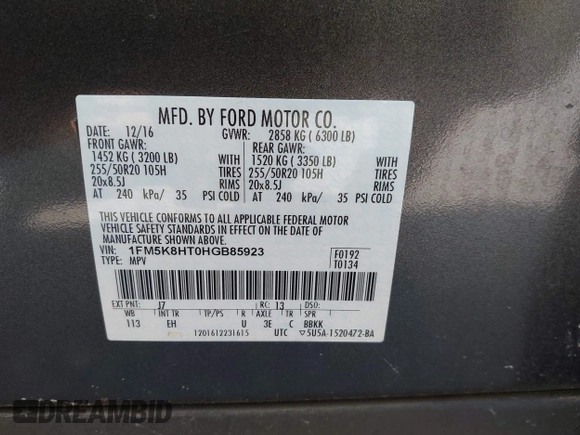 MFD. BY FORD MOTOR CO.
DATE: 12/16 GVWR: 2858 KG ( 6300 LB)
FRONT GAWR: REAR GAWR:
1452 KG ( 3200 LB) WITH 1520 KG ( 3350 LB) WITH
255/50R20 105H TIRES 255/50R20 105H TIRES
20x8.5J RIMS 20x8.5J RIMS
AT 240 kPa/ 35 PSI COLD AT 240 kPa/ 35 PSI COLD
THIS VEHICLE CONFORMS TO ALL APPLICABLE FEDERAL MOTOR
VEHICLE SAFETY STANDARDS IN EFFECT ON THE DATE OF
MANUFACTURE SHOWN ABOVE.
VIN: 1FM5K8HT0HGB85923 F0192
TYPE: MPV T0134
EXT PNT: J7 RC: 13 DSO:
WB INT TR TP/PS R AXLE TR SPR
113 EH U 3E C BBKK
1201612231615 UTC ▽5U5A-1520472-BA
DREAMBID